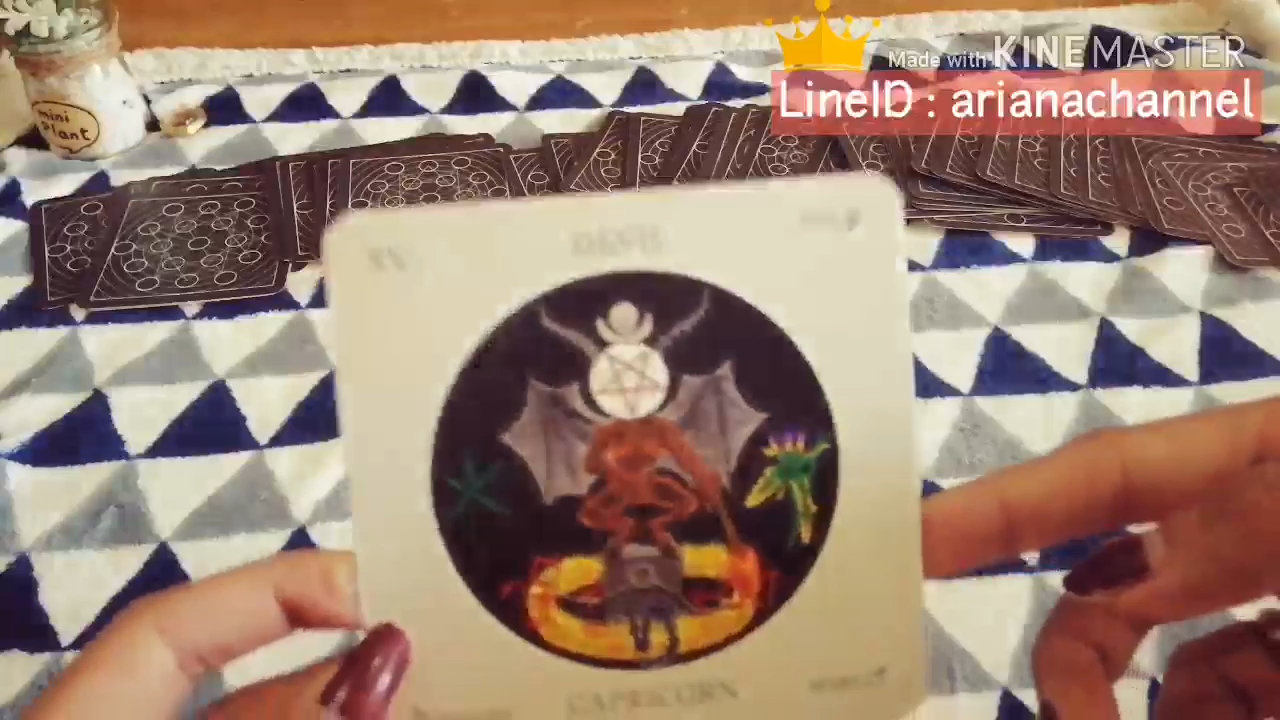 Made with KINEMASTER
LineID : arianachannel
mini
Plant
XV
DEVIL
CAPRICORN